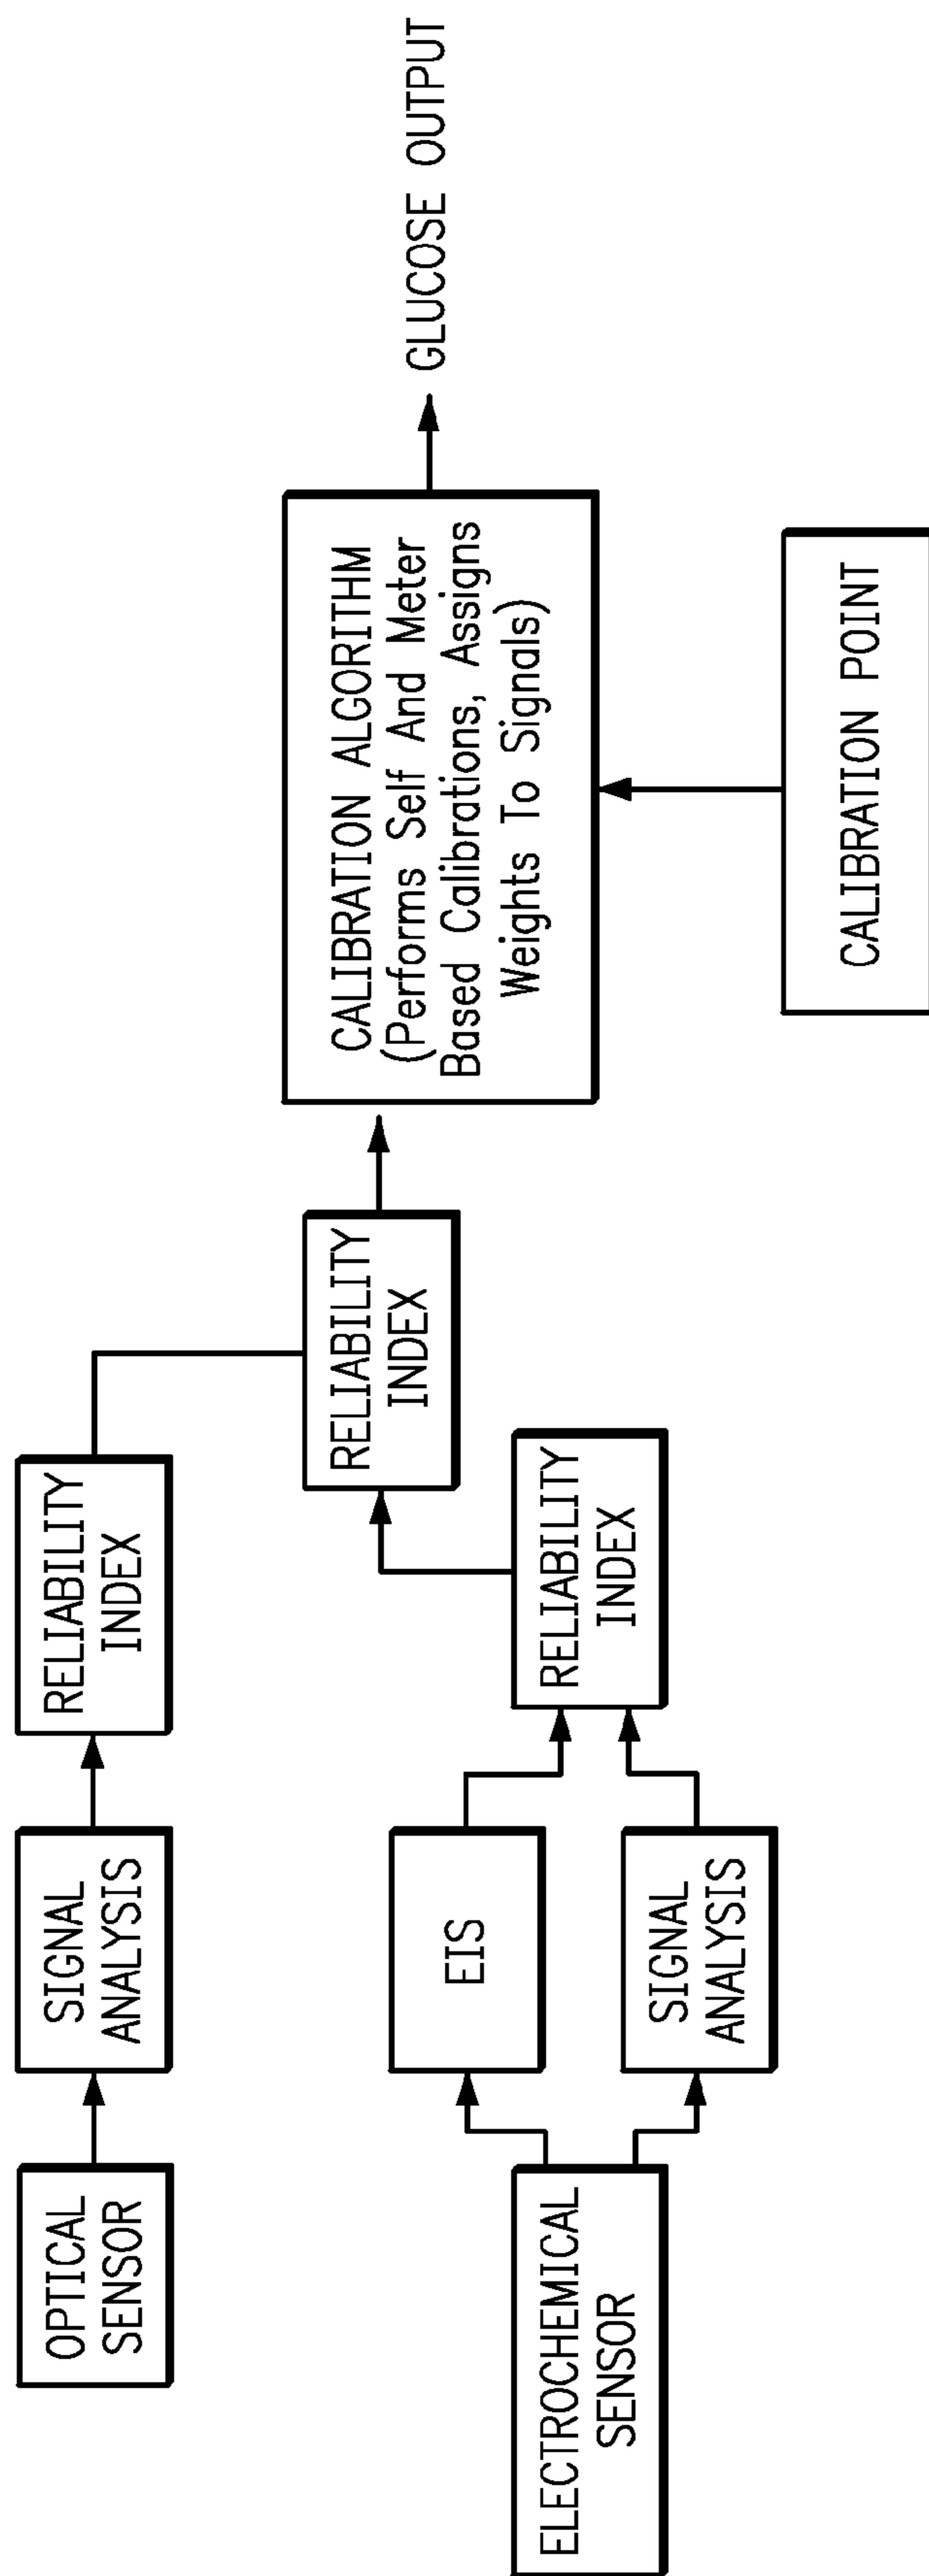 OPTICAL
SENSOR
SIGNAL
ANALYSIS
RELIABILITY
INDEX
ELECTROCHEMICAL
SENSOR
EIS
SIGNAL
ANALYSIS
RELIABILITY
INDEX
RELIABILITY
INDEX
CALIBRATION ALGORITHM
(Performs Self And Meter
Based Calibrations, Assigns
Weights To Signals)
CALIBRATION POINT
GLUCOSE OUTPUT